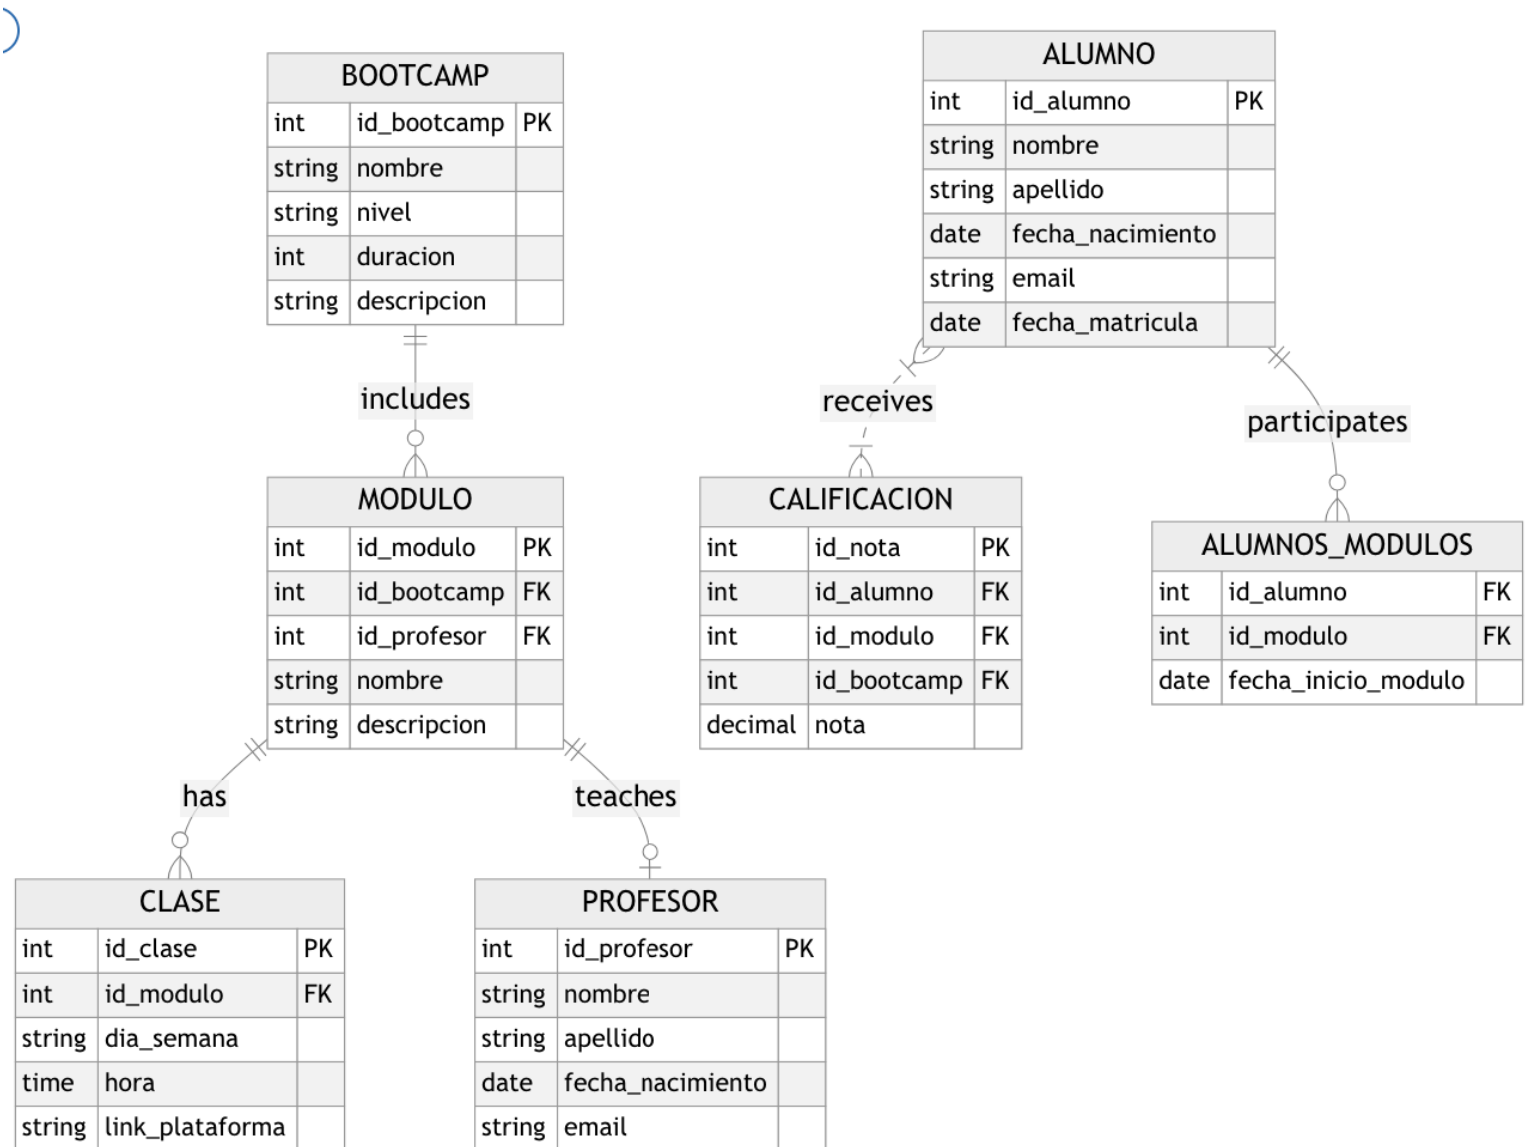 BOOTCAMP
int id_bootcamp PK
string nombre
string nivel
int duracion
string descripcion
includes
MODULO
int id_modulo PK
int id_bootcamp FK
int id_profesor FK
string nombre
string descripcion
has
teaches
CLASE
int id_clase PK
int id_modulo FK
string dia_semana
time hora
string link_plataforma
PROFESOR
int id_profesor PK
string nombre
string apellido
date fecha_nacimiento
string email
ALUMNO
int id_alumno PK
string nombre
string apellido
date fecha_nacimiento
string email
date fecha_matricula
receives
participates
CALIFICACION
int id_nota PK
int id_alumno FK
int id_modulo FK
int id_bootcamp FK
decimal nota
ALUMNOS_MODULOS
int id_alumno FK
int id_modulo FK
date fecha_inicio_modulo